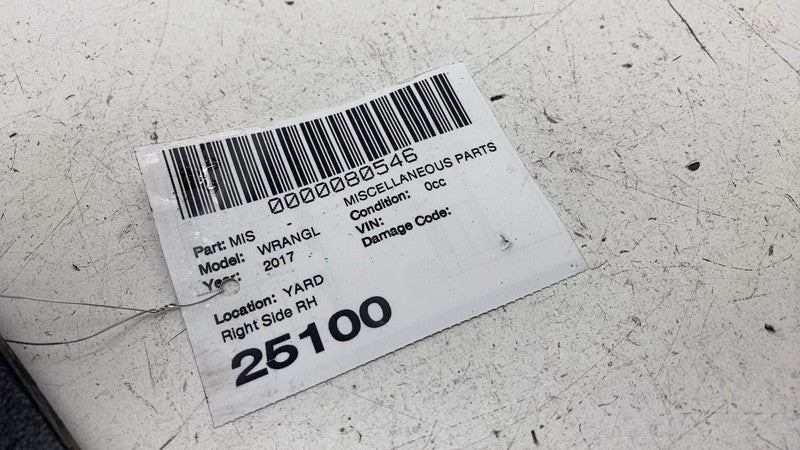 0000080546
Part: MIS - MISCELLANEOUS PARTS
Model: WRANGL Condition: 0cc
Year: 2017 VIN:
Damage Code:
Location: YARD
Right Side RH
25100